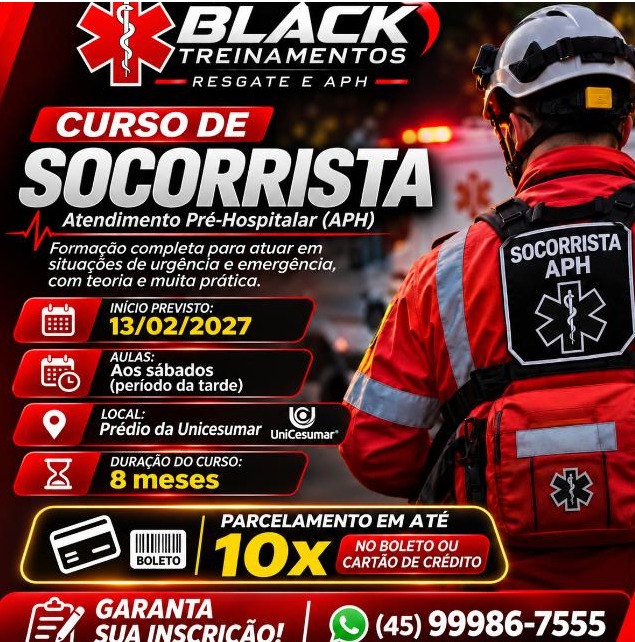 BLACK
TREINAMENTOS
RESGATE E APH
CURSO DE
SOCORRISTA
Atendimento Pré-Hospitalar (APH)
Formação completa para atuar em
situações de urgência e emergência,
com teoria e muita prática.
INÍCIO PREVISTO:
13/02/2027
AULAS:
Aos sábados
(período da tarde)
LOCAL:
Prédio da Unicesumar
UniCesumar
DURAÇÃO DO CURSO:
8 meses
SOCORRISTA
APH
BOLETO
PARCELAMENTO EM ATÉ
10x
NO BOLETO OU
CARTÃO DE CRÉDITO
GARANTA
SUA INSCRIÇÃO!
(45) 99986-7555